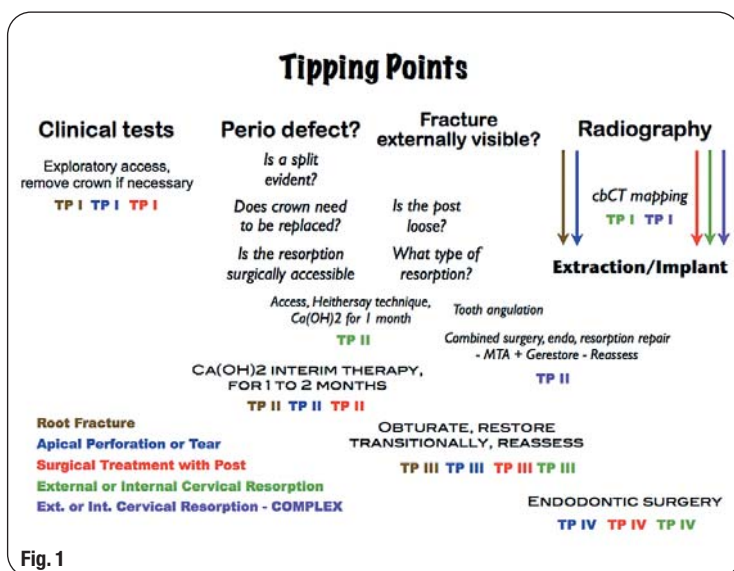 Tipping Points
Clinical tests
Exploratory access,
remove crown if necessary
TP I TP I TP I
Perio defect?
Is a split
evident?
Does crown need
to be replaced?
Is the resorption
surgically accessible
Fracture
externally visible?
Is the post
loose?
What type of
resorption?
Radiography
cbCT mapping
TP I TP I
Extraction/Implant
Access, Heithersay technique,
Ca(OH)2 for 1 month
TP II
Tooth angulation
Combined surgery, endo, resorption repair
- MTA + Gerestore - Reassess
TP II
CA(OH)2 INTERIM THERAPY,
FOR 1 TO 2 MONTHS
TP II TP II TP II
Root Fracture
Apical Perforation or Tear
Surgical Treatment with Post
External or Internal Cervical Resorption
Ext. or Int. Cervical Resorption - COMPLEX
OBTURATE, RESTORE
TRANSITIONALLY, REASSESS
TP III TP III TP III TP III
ENDODONTIC SURGERY
TP IV TP IV TP IV
Fig. 1